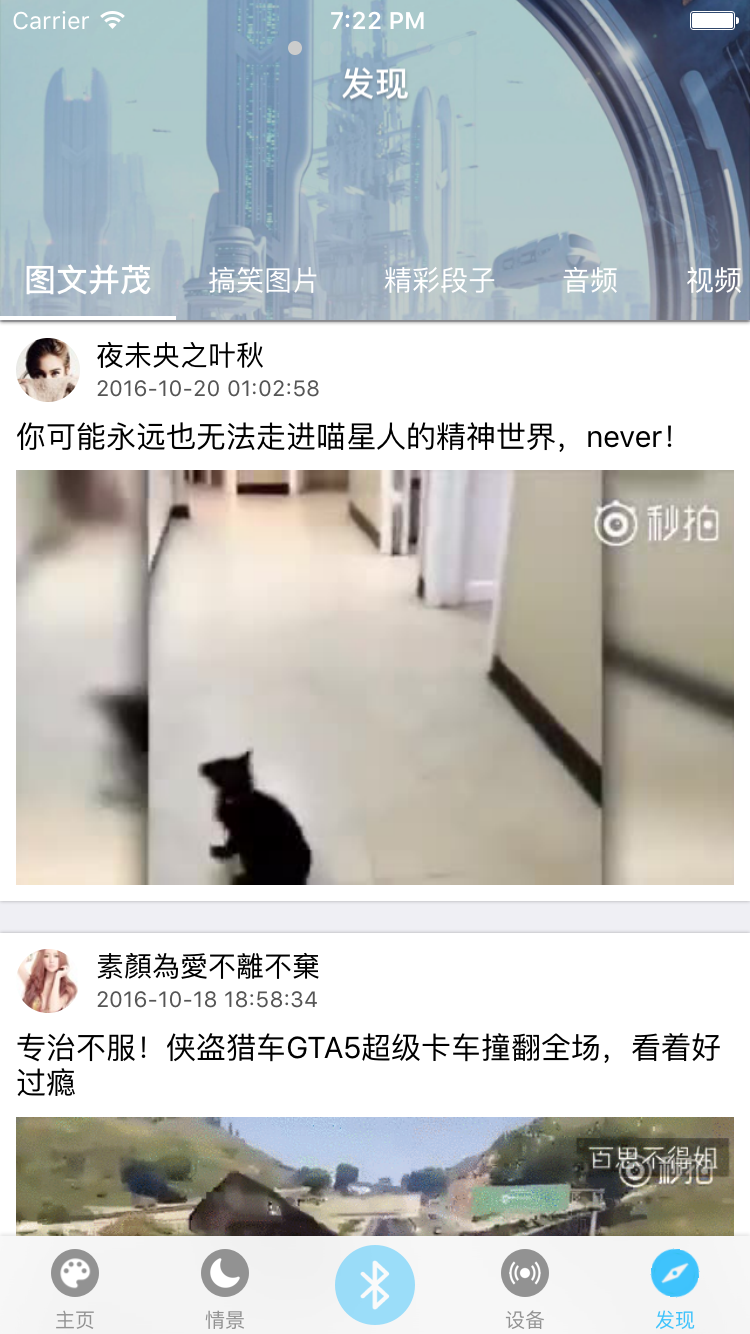 Carrier
7:22 PM
发现
图文并茂 搞笑图片 精彩段子 音频 视频
夜未央之叶秋
2016-10-20 01:02:58
你可能永远也无法走进喵星人的精神世界，never！
秒拍
素顏為愛不離不棄
2016-10-18 18:58:34
专治不服！侠盗猎车GTA5超级卡车撞翻全场，看着好
过瘾
百思不得姐
秒拍
主页 情景 设备 发现